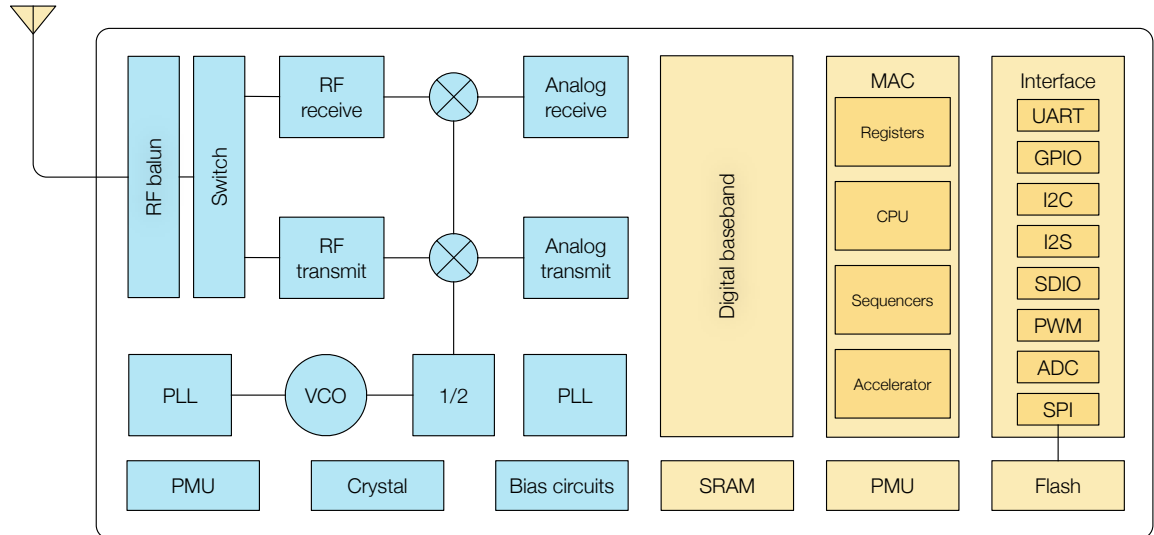 RF balun
Switch
RF
receive
Analog
receive
RF
transmit
Analog
transmit
PLL
VCO
1/2
PLL
PMU
Crystal
Bias circuits
Digital baseband
SRAM
MAC
Registers
CPU
Sequencers
Accelerator
PMU
Interface
UART
GPIO
I2C
I2S
SDIO
PWM
ADC
SPI
Flash